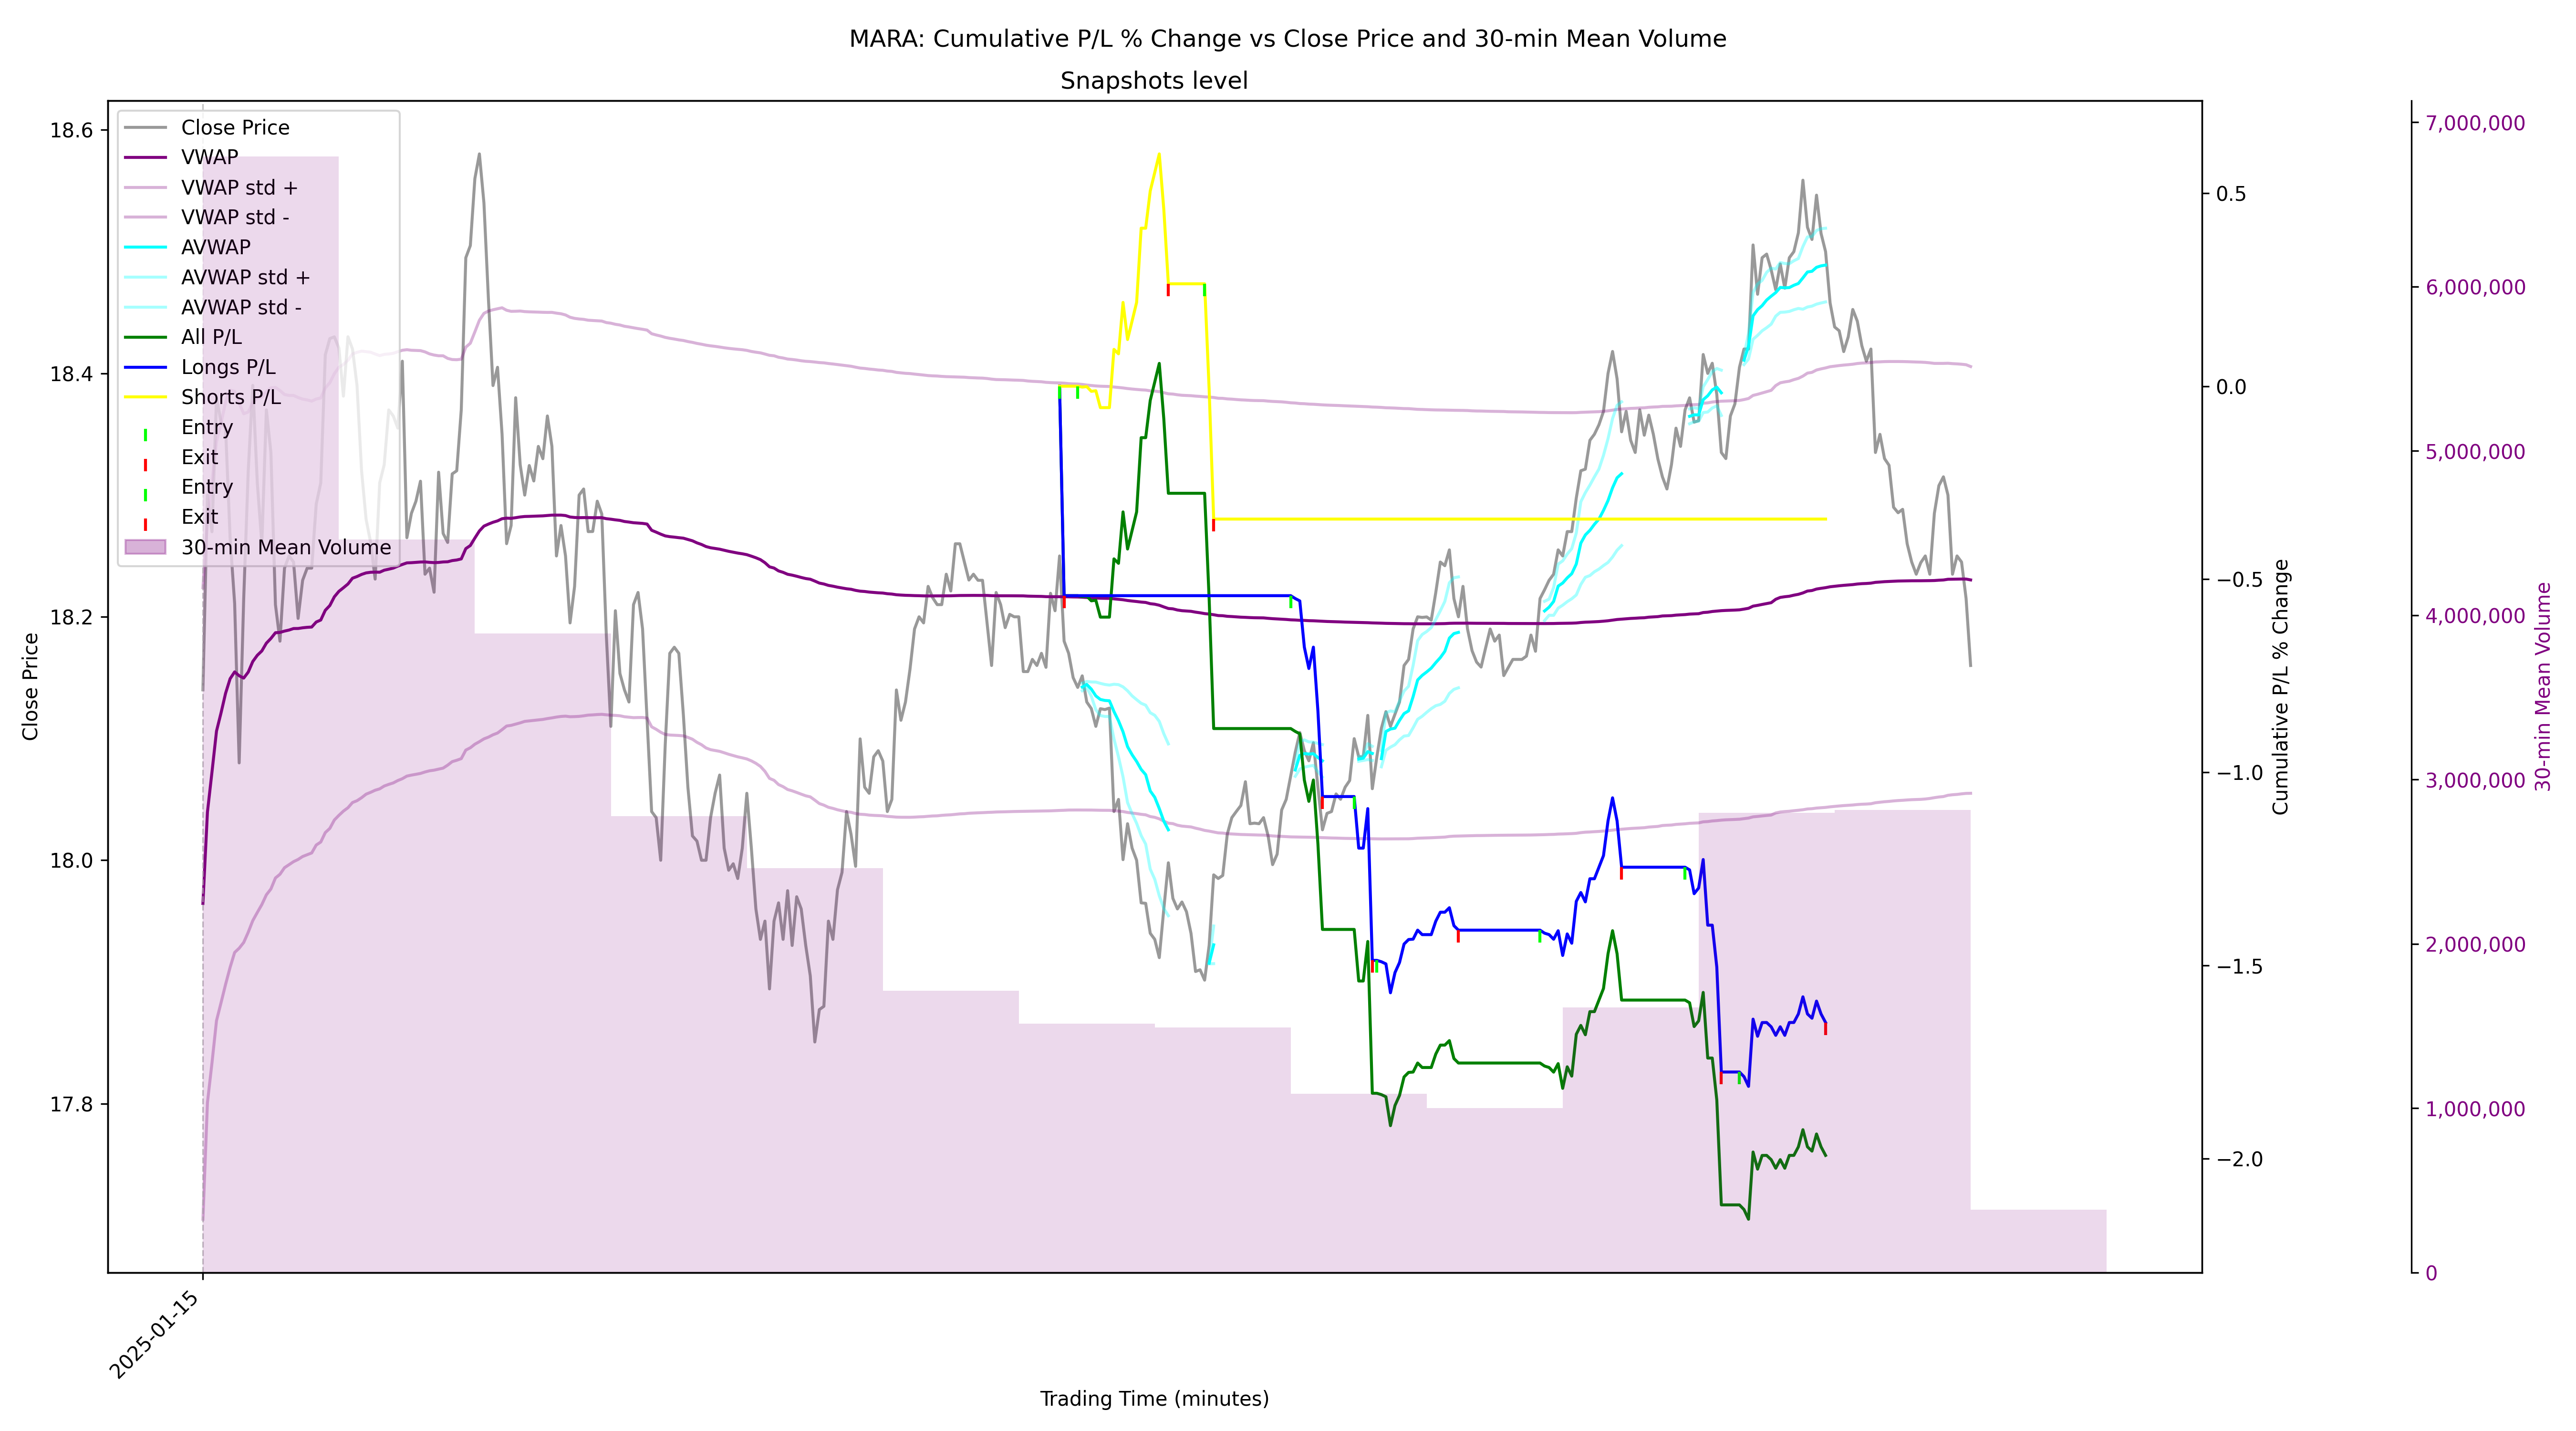 MARA: Cumulative P/L % Change vs Close Price and 30-min Mean Volume
Snapshots level
Close Price
VWAP
VWAP std +
VWAP std -
AVWAP
AVWAP std +
AVWAP std -
All P/L
Longs P/L
Shorts P/L
Entry
Exit
Entry
Exit
30-min Mean Volume
18.6
18.4
18.2
18.0
17.8
Close Price
0.5
0.0
−0.5
−1.0
−1.5
−2.0
Cumulative P/L % Change
7,000,000
6,000,000
5,000,000
4,000,000
3,000,000
2,000,000
1,000,000
0
30-min Mean Volume
2025-01-15
Trading Time (minutes)